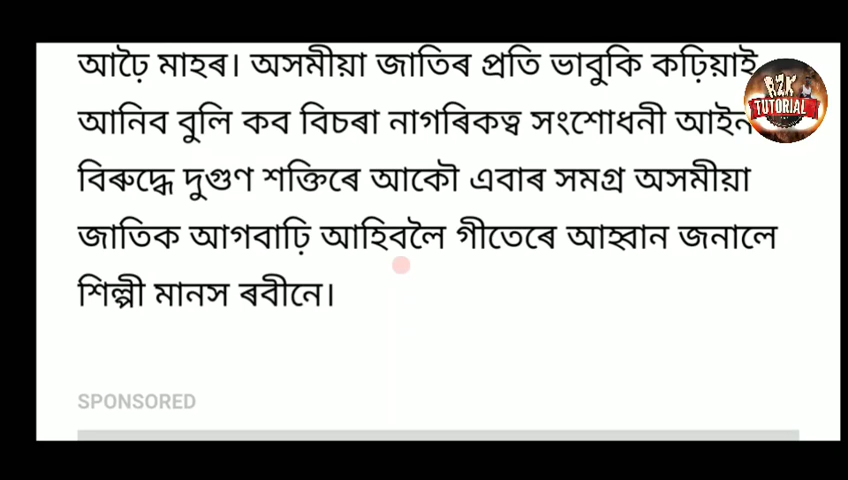 আঢ়ৈ মাহৰ। অসমীয়া জাতিৰ প্ৰতি ভাবুকি কঢ়িয়াই
আনিব বুলি কব বিচৰা নাগৰিকত্ব সংশোধনী আইন
বিৰুদ্ধে দুগুণ শক্তিৰে আকৌ এবাৰ সমগ্ৰ অসমীয়া
জাতিক আগবাঢ়ি আহিবলৈ গীতেৰে আহ্বান জনালে
শিল্পী মানস ৰবীনে।
SPONSORED
RZK
TUTORIAL